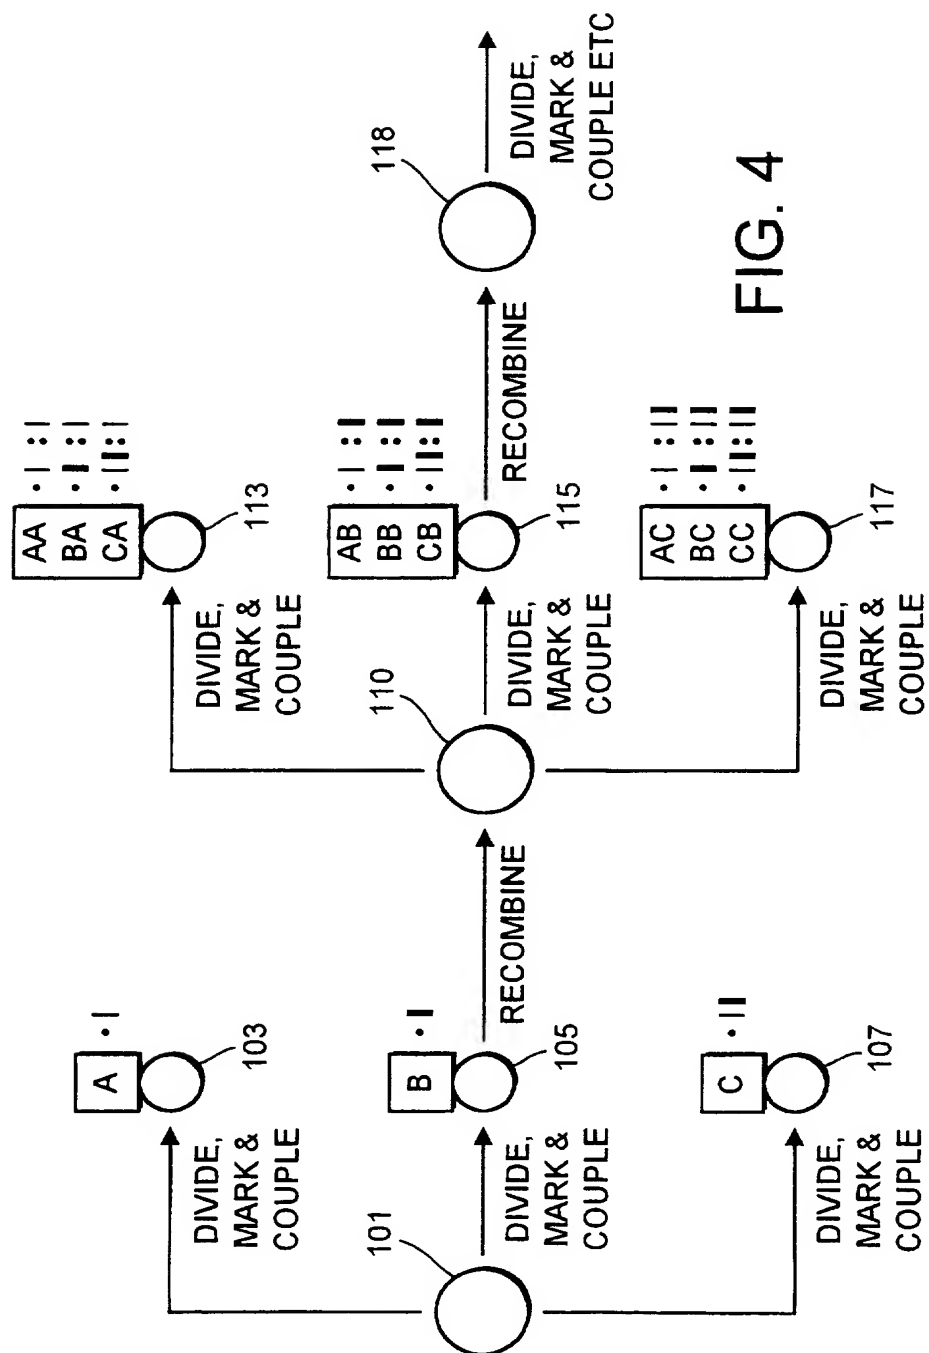 101
DIVIDE,
MARK &
COUPLE
A
103
DIVIDE,
MARK &
COUPLE
B
105
DIVIDE,
MARK &
COUPLE
C
107
RECOMBINE
110
DIVIDE,
MARK &
COUPLE
AA
BA
CA
113
DIVIDE,
MARK &
COUPLE
AB
BB
CB
115
DIVIDE,
MARK &
COUPLE
AC
BC
CC
117
RECOMBINE
118
DIVIDE,
MARK &
COUPLE ETC
FIG. 4